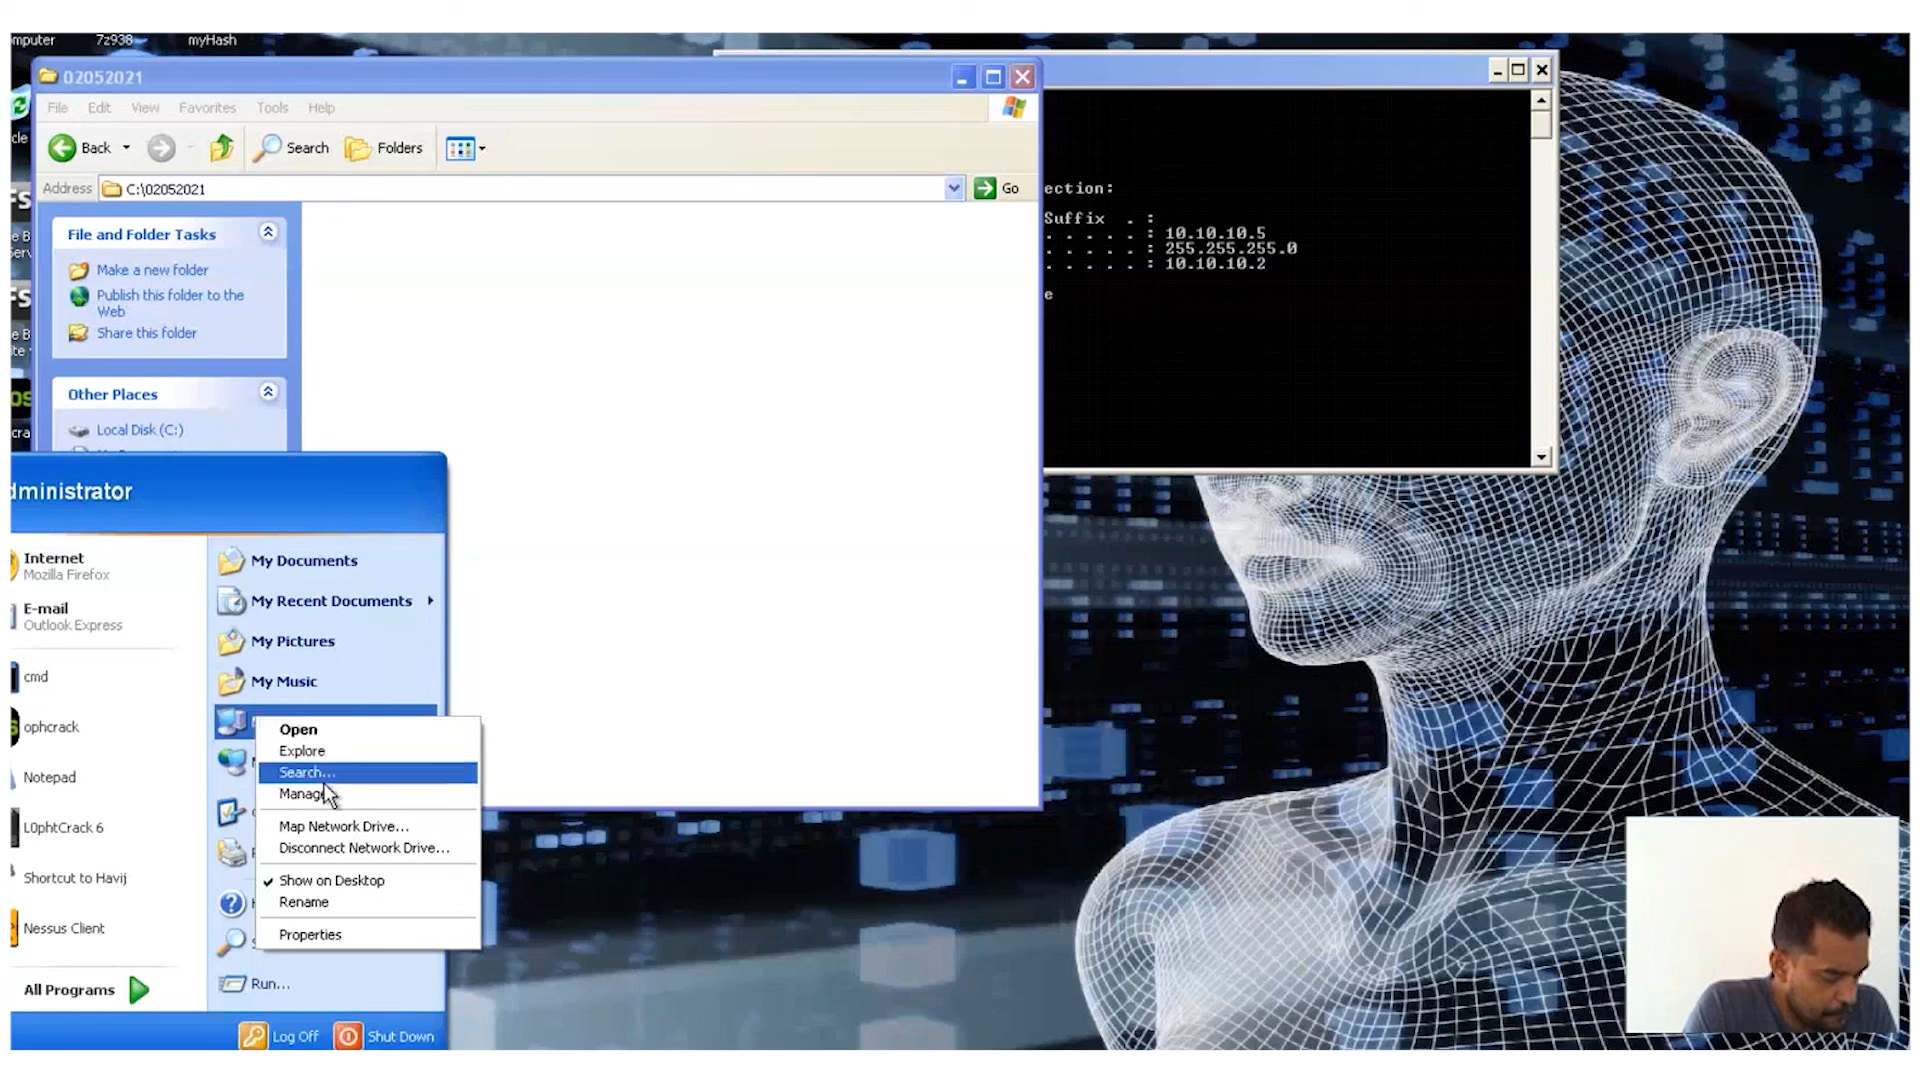 mputer
7z938
myHash
02052021
File Edit View Favorites Tools Help
Back Search Folders
Address C:\02052021 Go
File and Folder Tasks
Make a new folder
Publish this folder to the
Web
Share this folder
Other Places
Local Disk (C:)
ection:
Suffix . :
. . . . . : 10.10.10.5
. . . . . : 255.255.255.0
. . . . . : 10.10.10.2
e
dministrator
Internet
Mozilla Firefox
E-mail
Outlook Express
cmd
ophcrack
Notepad
L0phtCrack 6
Shortcut to Havij
Nessus Client
All Programs
My Documents
My Recent Documents
My Pictures
My Music
Open
Explore
Search...
Manage
Map Network Drive...
Disconnect Network Drive...
Show on Desktop
Rename
Properties
Run...
Log Off
Shut Down